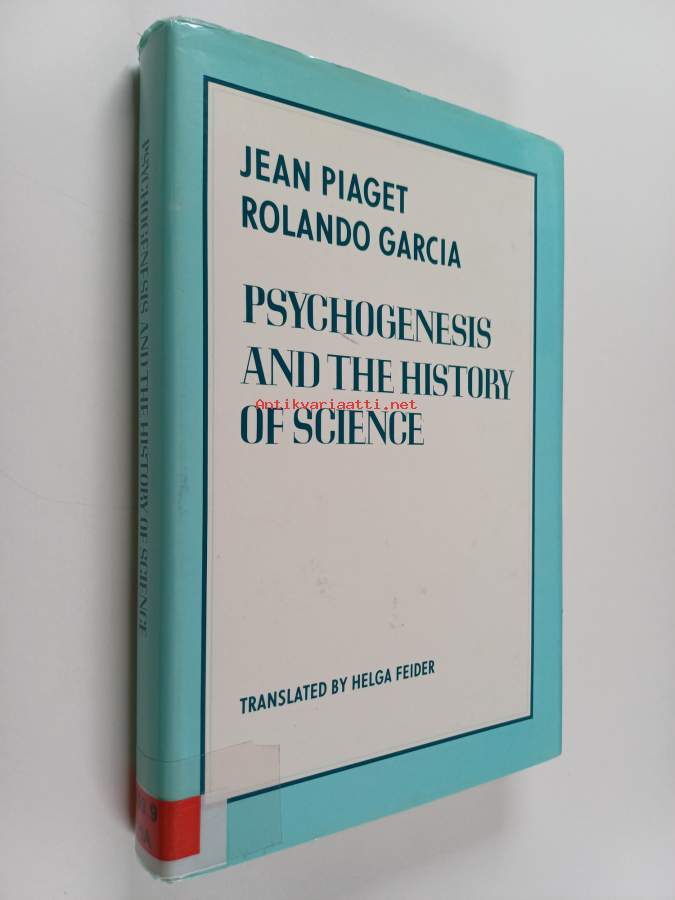 JEAN PIAGET
ROLANDO GARCIA
PSYCHOGENESIS
AND THE HISTORY
Antikvariaatti.net
OF SCIENCE
TRANSLATED BY HELGA FEIDER
PSYCHOGENESIS AND THE HISTORY OF SCIENCE